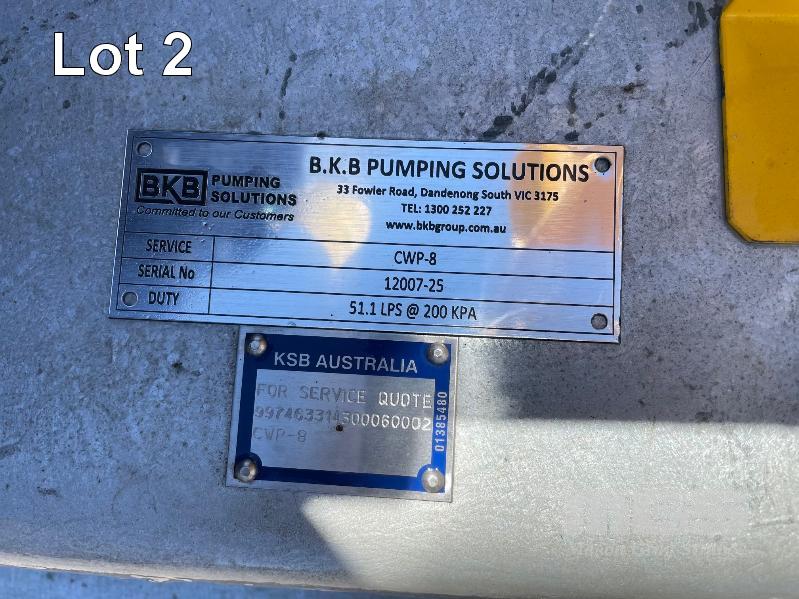 Lot 2
BKB PUMPING SOLUTIONS
Committed to our Customers
B.K.B PUMPING SOLUTIONS
33 Fowler Road, Dandenong South VIC 3175
TEL: 1300 252 227
www.bkbgroup.com.au
SERVICE CWP-8
SERIAL No 12007-25
DUTY 51.1 LPS @ 200 KPA
KSB AUSTRALIA
FOR SERVICE QUOTE
CWP-8
01385480